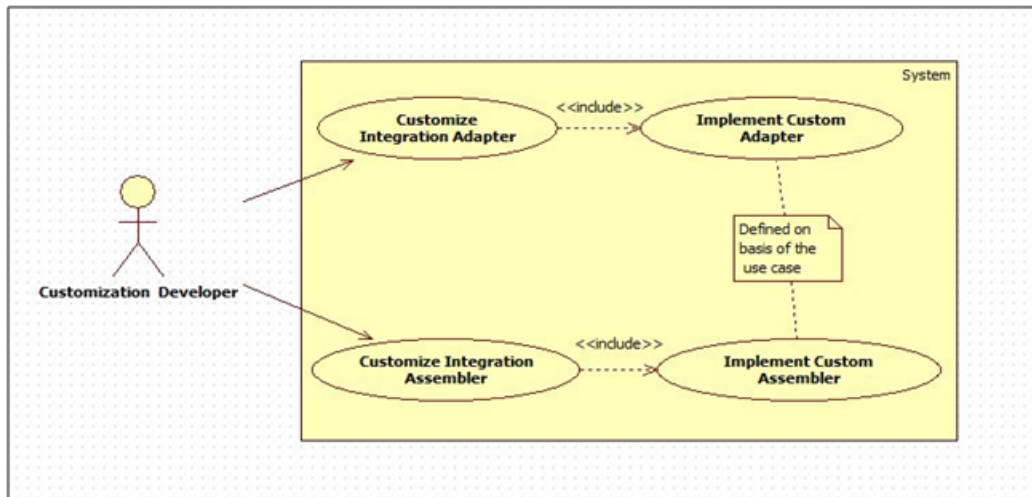 System
<<include>>
Customize
Integration Adapter
Implement Custom
Adapter
Defined on
basis of the
use case
Customization Developer
<<include>>
Customize Integration
Assembler
Implement Custom
Assembler